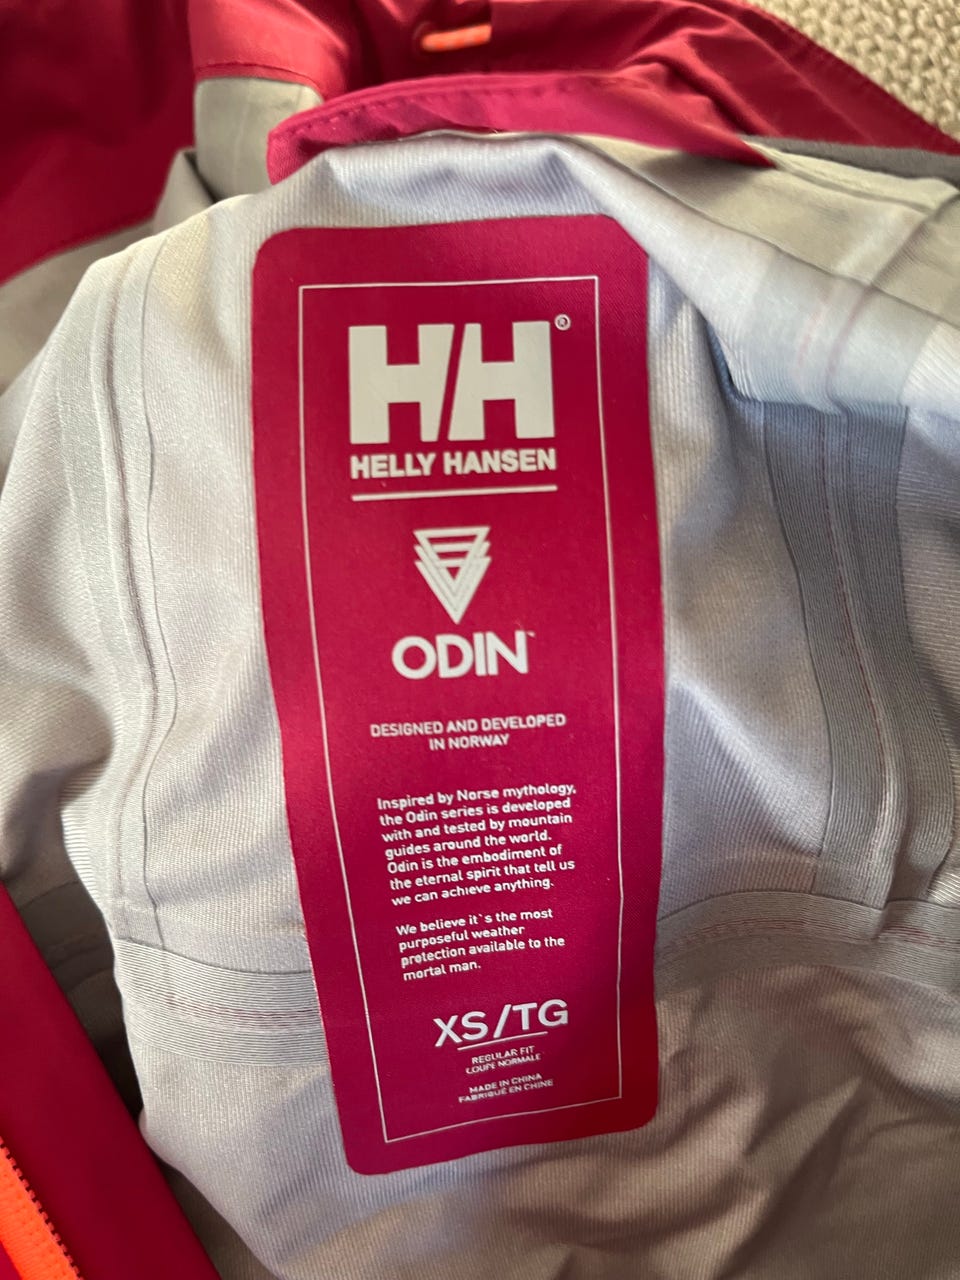 HH®
HELLY HANSEN
ODIN™
DESIGNED AND DEVELOPED
IN NORWAY
Inspired by Norse mythology,
the Odin series is developed
with and tested by mountain
guides around the world.
Odin is the embodiment of
the eternal spirit that tell us
we can achieve anything.
We believe it`s the most
purposeful weather
protection available to the
mortal man.
XS/TG
REGULAR FIT
COUPE NORMALE
MADE IN CHINA
FABRIQUÉ EN CHINE